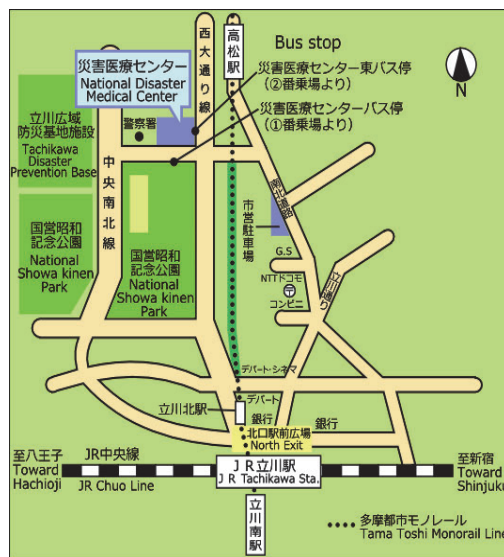 高松駅
西大通り線
Bus stop
災害医療センター
National Disaster
Medical Center
災害医療センター東バス停
(②番乗場より)
災害医療センターバス停
(①番乗場より)
N
警察署
立川広域
防災基地施設
Tachikawa
Disaster
Prevention Base
中央南北線
南北道路
市営駐車場
国営昭和
記念公園
National
Showa kinen
Park
国営昭和
記念公園
National
Showa kinen
Park
G.S
NTTドコモ
〒
コンビニ
立川通り
デパート・シネマ
デパート
立川北駅
銀行
銀行
北口駅前広場
North Exit
至八王子
Toward
Hachioji
JR中央線
JR Chuo Line
JR立川駅
JR Tachikawa Sta.
至新宿
Toward
Shinjuku
立川南駅
多摩都市モノレール
Tama Toshi Monorail Line